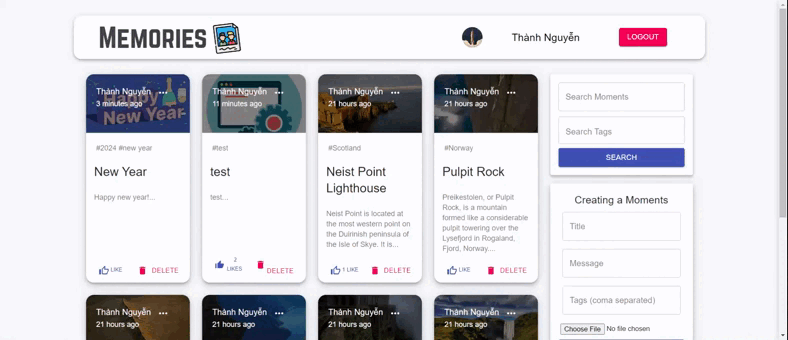 MEMORIES
Thành Nguyễn
LOGOUT
Thành Nguyễn
3 minutes ago
Happy
New Year
#2024 #new year
New Year
Happy new year!...
LIKE
DELETE
Thành Nguyễn
11 minutes ago
#test
test
test...
2
LIKES
DELETE
Thành Nguyễn
21 hours ago
#Scotland
Neist Point
Lighthouse
Neist Point is located at
the most western point on
the Duirinish peninsula of
the Isle of Skye. It is...
1 LIKE
DELETE
Thành Nguyễn
21 hours ago
#Norway
Pulpit Rock
Preikestolen, or Pulpit
Rock, is a mountain
formed like a considerable
pulpit towering over the
Lysefjord in Rogaland,
Fjord, Norway....
LIKE
DELETE
Thành Nguyễn
21 hours ago
Thành Nguyễn
21 hours ago
Thành Nguyễn
21 hours ago
Thành Nguyễn
21 hours ago
Search Moments
Search Tags
SEARCH
Creating a Moments
Title
Message
Tags (coma separated)
Choose File No file chosen